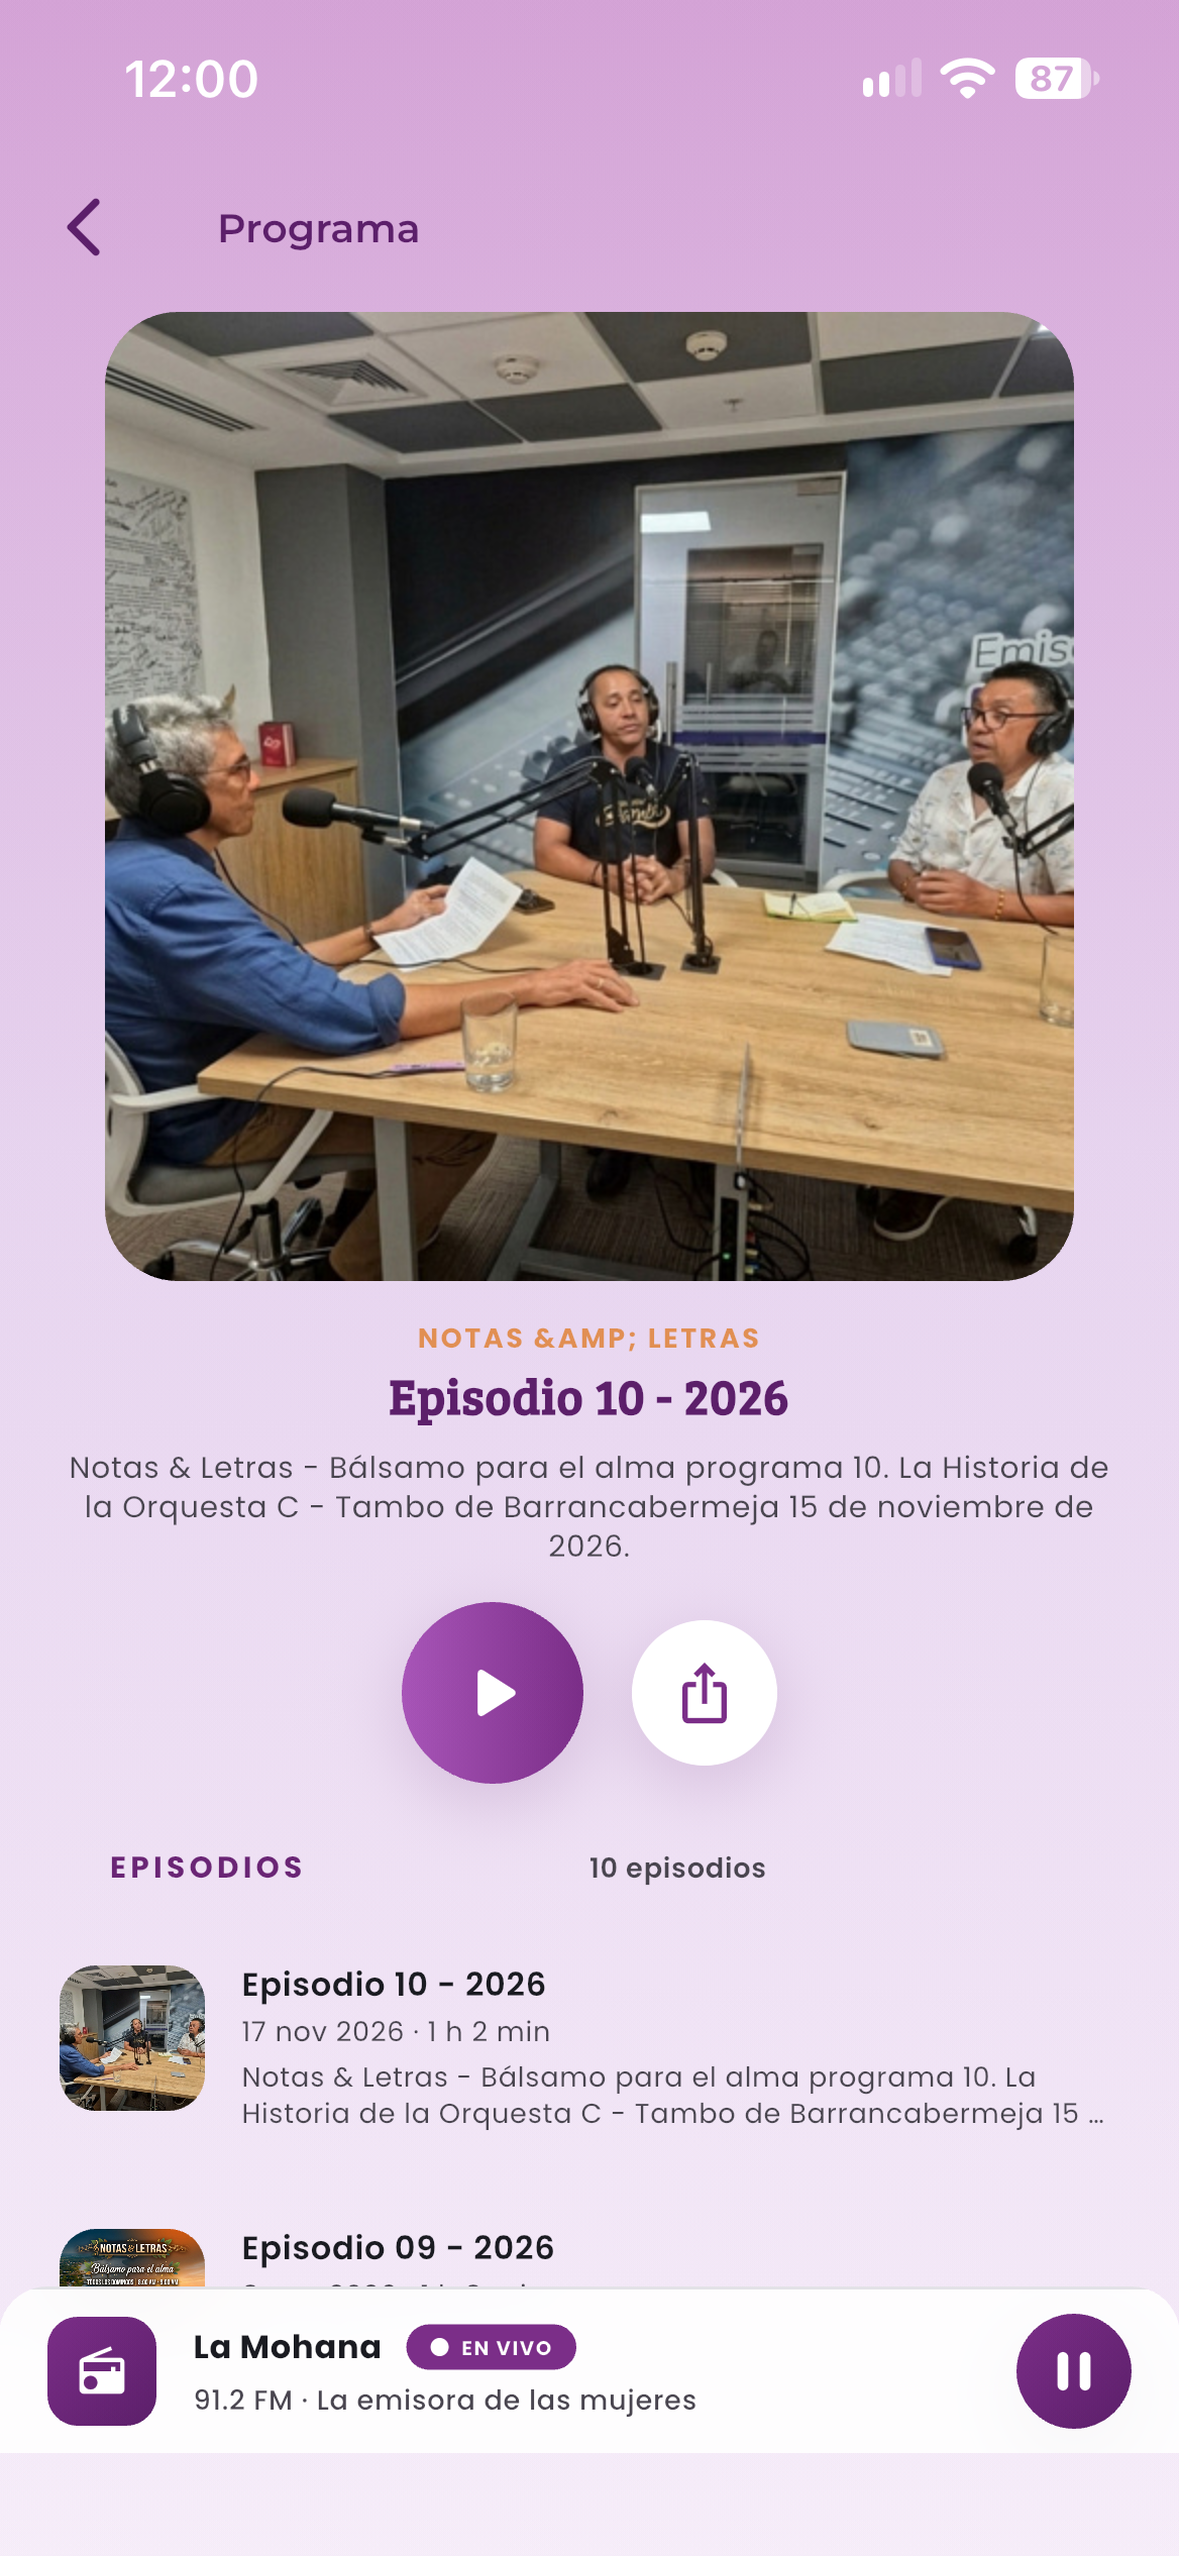 12:00
87
Programa
Emis
NOTAS &AMP; LETRAS
Episodio 10 - 2026
Notas & Letras - Bálsamo para el alma programa 10. La Historia de
la Orquesta C - Tambo de Barrancabermeja 15 de noviembre de
2026.
EPISODIOS
10 episodios
Episodio 10 - 2026
17 nov 2026 · 1 h 2 min
Notas & Letras - Bálsamo para el alma programa 10. La
Historia de la Orquesta C - Tambo de Barrancabermeja 15 ...
NOTAS & LETRAS
Bálsamo para el alma
Episodio 09 - 2026
La Mohana
EN VIVO
91.2 FM · La emisora de las mujeres